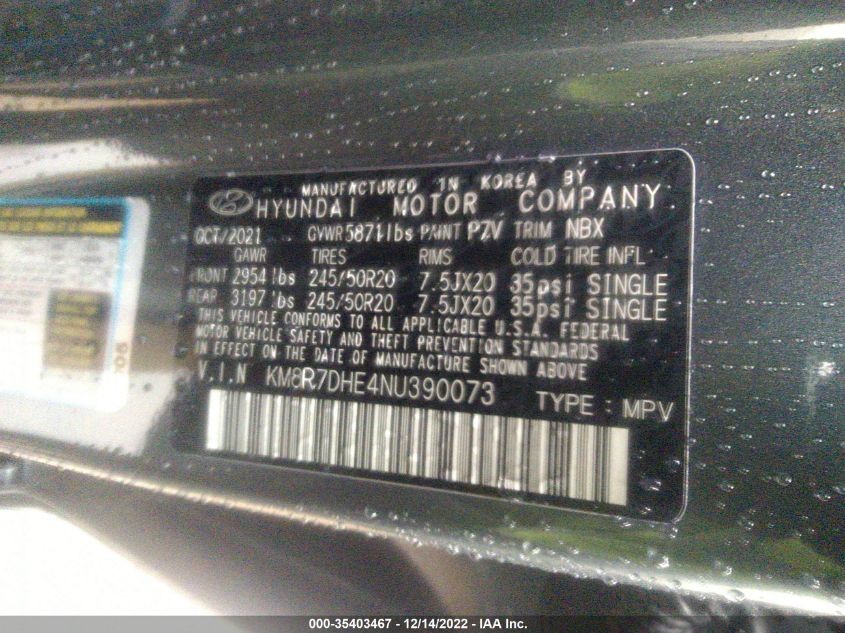 MANUFACTURED IN KOREA BY
HYUNDAI MOTOR COMPANY
OCT/2021 GVWR 5871lbs PAINT PZV TRIM NBX
GAWR TIRES RIMS COLD TIRE INFL
FRONT 2954 lbs 245/50R20 7.5JX20 35psi SINGLE
REAR 3197 lbs 245/50R20 7.5JX20 35psi SINGLE
THIS VEHICLE CONFORMS TO ALL APPLICABLE U.S.A. FEDERAL
MOTOR VEHICLE SAFETY AND THEFT PREVENTION STANDARDS
IN EFFECT ON THE DATE OF MANUFACTURE SHOWN ABOVE
V.I.N KM8R7DHE4NU390073 TYPE : MPV
000-35403467 - 12/14/2022 - IAA Inc.